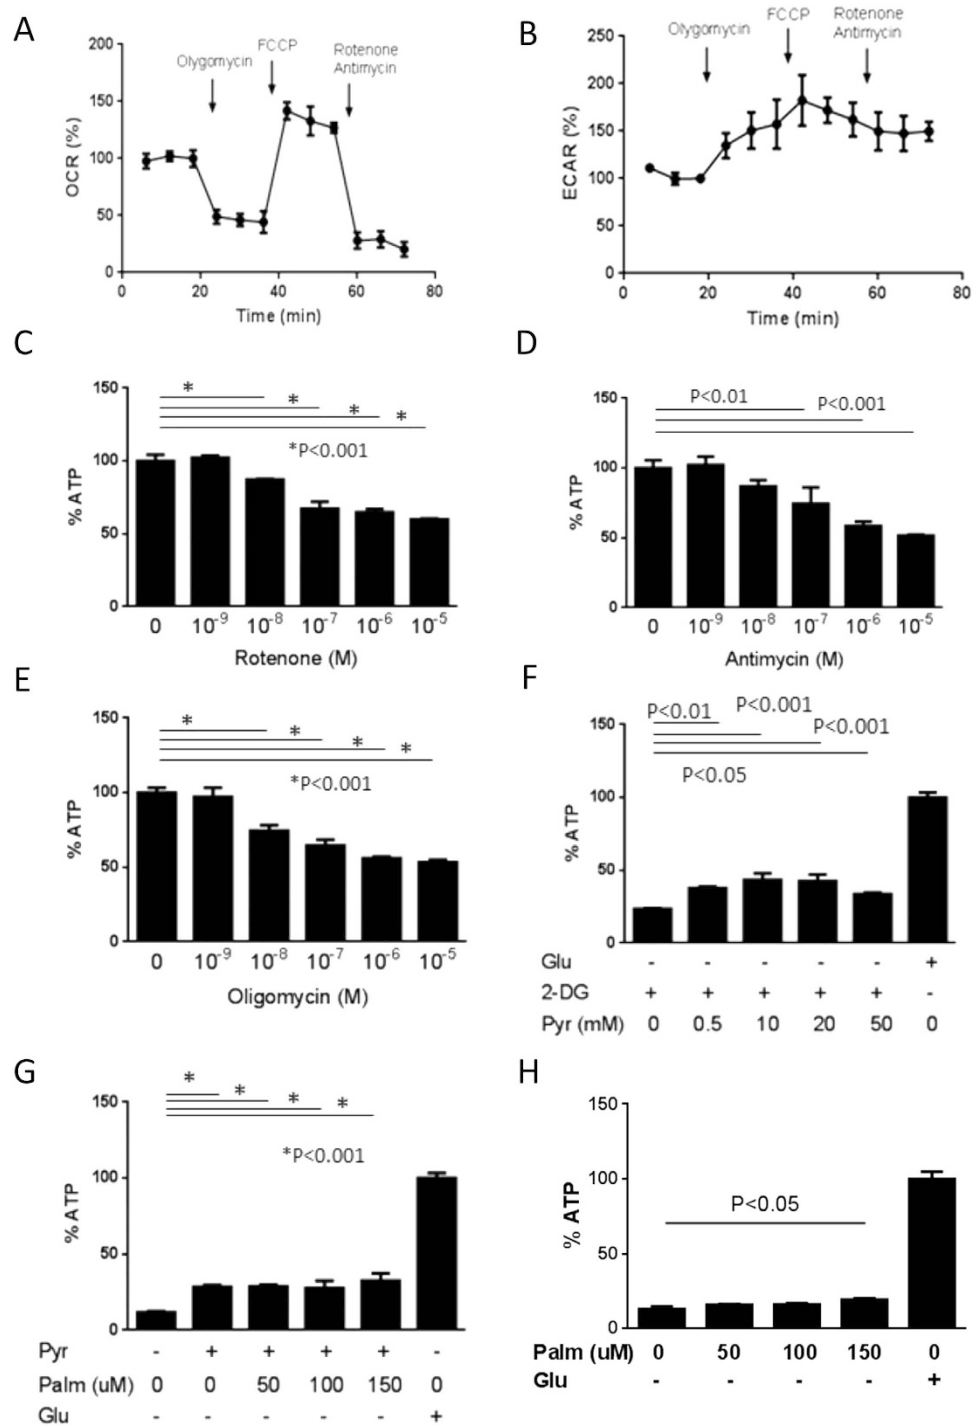 A
Olygomycin
FCCP
Rotenone
Antimycin
OCR (%)
200
150
100
50
0
0 20 40 60 80
Time (min)
B
Olygomycin
FCCP
Rotenone
Antimycin
ECAR (%)
250
200
150
100
50
0
0 20 40 60 80
Time (min)
C
% ATP
150
100
50
0
* * * *
*P<0.001
0 10⁻⁹ 10⁻⁸ 10⁻⁷ 10⁻⁶ 10⁻⁵
Rotenone (M)
D
% ATP
150
100
50
0
P<0.01
P<0.001
0 10⁻⁹ 10⁻⁸ 10⁻⁷ 10⁻⁶ 10⁻⁵
Antimycin (M)
E
% ATP
150
100
50
0
* * * *
*P<0.001
0 10⁻⁹ 10⁻⁸ 10⁻⁷ 10⁻⁶ 10⁻⁵
Oligomycin (M)
F
% ATP
150
100
50
0
P<0.01
P<0.001
P<0.001
P<0.05
Glu - - - - - +
2-DG + + + + + -
Pyr (mM) 0 0.5 10 20 50 0
G
% ATP
150
100
50
0
* * * *
*P<0.001
Pyr - + + + + -
Palm (uM) 0 0 50 100 150 0
Glu - - - - - +
H
% ATP
150
100
50
0
P<0.05
Palm (uM) 0 50 100 150 0
Glu - - - - +